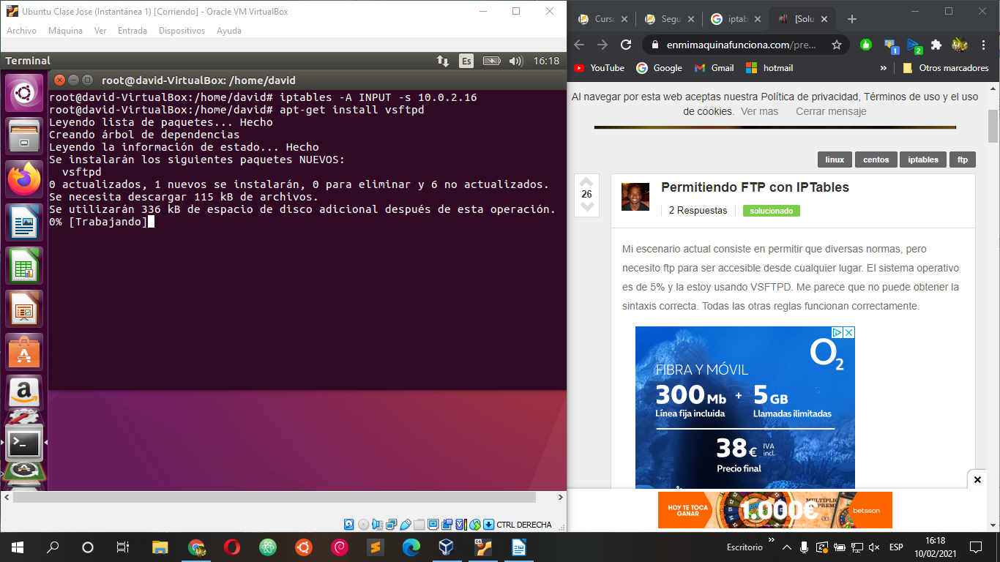 Ubuntu Clase Jose (Instantánea 1) [Corriendo] - Oracle VM VirtualBox
Archivo Máquina Ver Entrada Dispositivos Ayuda
Terminal
Es
16:18
root@david-VirtualBox: /home/david
root@david-VirtualBox:/home/david# iptables -A INPUT -s 10.0.2.16
root@david-VirtualBox:/home/david# apt-get install vsftpd
Leyendo lista de paquetes... Hecho
Creando árbol de dependencias
Leyendo la información de estado... Hecho
Se instalarán los siguientes paquetes NUEVOS:
vsftpd
0 actualizados, 1 nuevos se instalarán, 0 para eliminar y 6 no actualizados.
Se necesita descargar 115 kB de archivos.
Se utilizarán 336 kB de espacio de disco adicional después de esta operación.
0% [Trabajando]
CTRL DERECHA
Curso
Segu
iptab
[Solu
enmimaquinafunciona.com/pre...
1
2
YouTube Google Gmail hotmail » Otros marcadores
Al navegar por esta web aceptas nuestra Política de privacidad, Términos de uso y el uso
de cookies. Ver mas Cerrar mensaje
linux centos iptables ftp
26
Permitiendo FTP con IPTables
2 Respuestas solucionado
Mi escenario actual consiste en permitir que diversas normas, pero
necesito ftp para ser accesible desde cualquier lugar. El sistema operativo
es de 5% y la estoy usando VSFTPD. Me parece que no puede obtener la
sintaxis correcta. Todas las otras reglas funcionan correctamente.
O2
FIBRA Y MÓVIL
300 Mb + 5 GB
Línea fija incluida Llamadas ilimitadas
38 € IVA incl.
Precio final
HOY TE TOCA
GANAR
1.000€
betsson
Escritorio »
ESP
16:18
10/02/2021